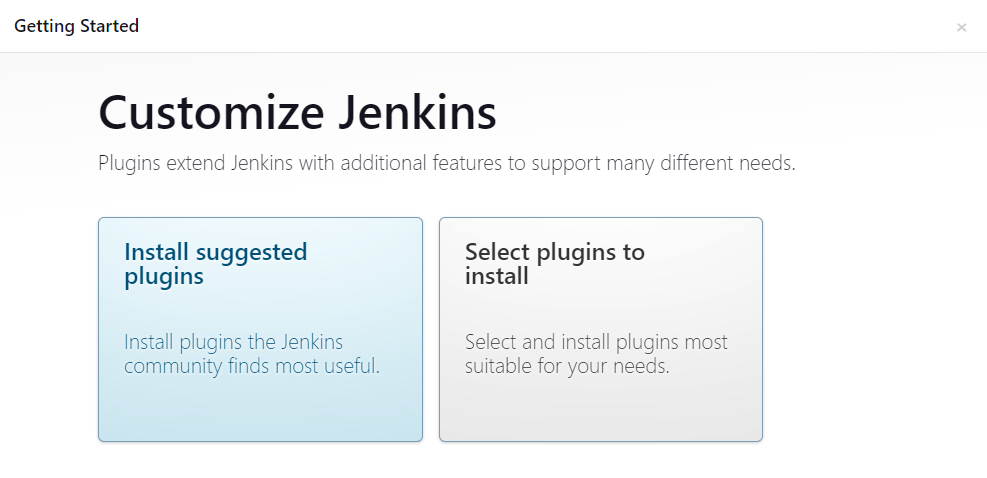 Getting Started
×
Customize Jenkins
Plugins extend Jenkins with additional features to support many different needs.
Install suggested
plugins
Install plugins the Jenkins
community finds most useful.
Select plugins to
install
Select and install plugins most
suitable for your needs.